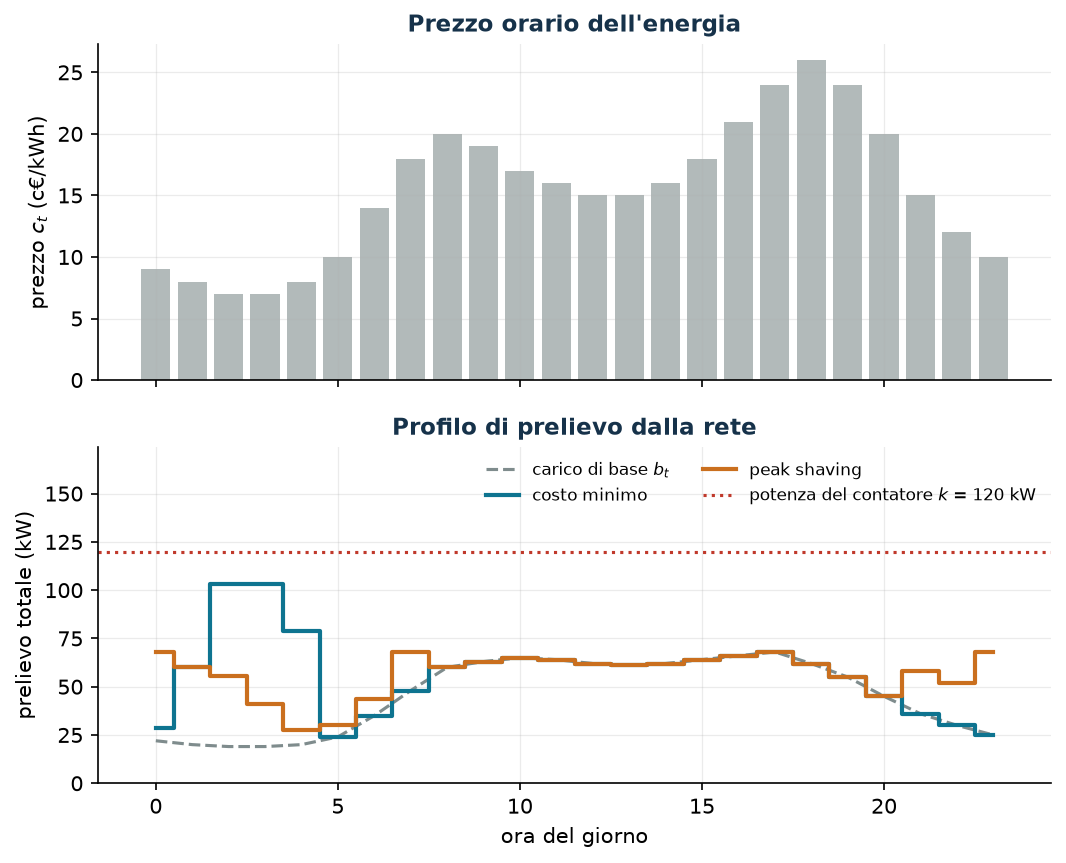 Prezzo orario dell'energia
prezzo c_t (c€/kWh)
25
20
15
10
5
0
Profilo di prelievo dalla rete
carico di base b_t
costo minimo
peak shaving
potenza del contatore k = 120 kW
prelievo totale (kW)
150
125
100
75
50
25
0
0 5 10 15 20
ora del giorno